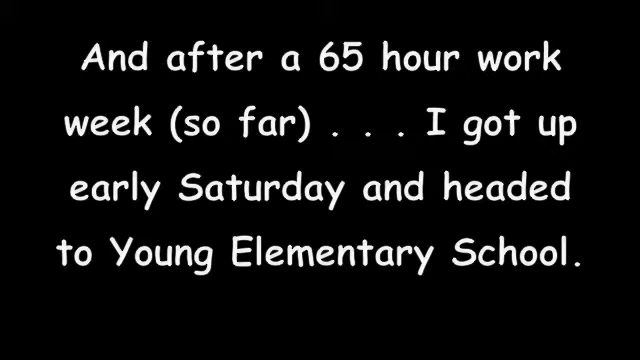 And after a 65 hour work
week (so far) . . . I got up
early Saturday and headed
to Young Elementary School.